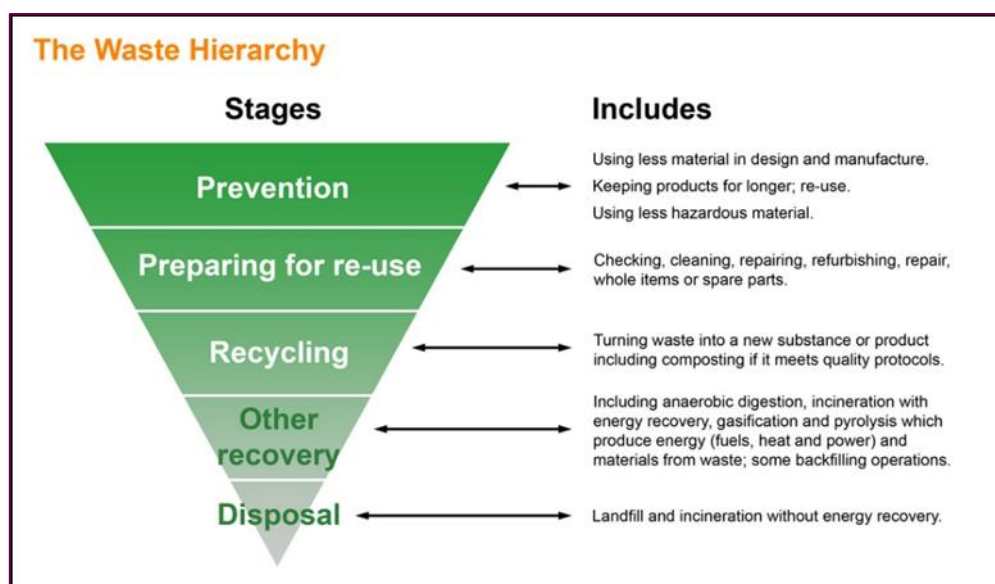 The Waste Hierarchy
Stages
Includes
Prevention
Using less material in design and manufacture.
Keeping products for longer; re-use.
Using less hazardous material.
Preparing for re-use
Checking, cleaning, repairing, refurbishing, repair,
whole items or spare parts.
Recycling
Turning waste into a new substance or product
including composting if it meets quality protocols.
Other
recovery
Including anaerobic digestion, incineration with
energy recovery, gasification and pyrolysis which
produce energy (fuels, heat and power) and
materials from waste; some backfilling operations.
Disposal
Landfill and incineration without energy recovery.